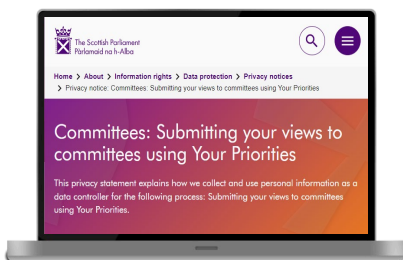 The Scottish Parliament
Pàrlamaid na h-Alba
Home > About > Information rights > Data protection > Privacy notices
> Privacy notice: Committees: Submitting your views to committees using Your Priorities
Committees: Submitting your views to
committees using Your Priorities
This privacy statement explains how we collect and use personal information as a
data controller for the following process: Submitting your views to committees
using Your Priorities.